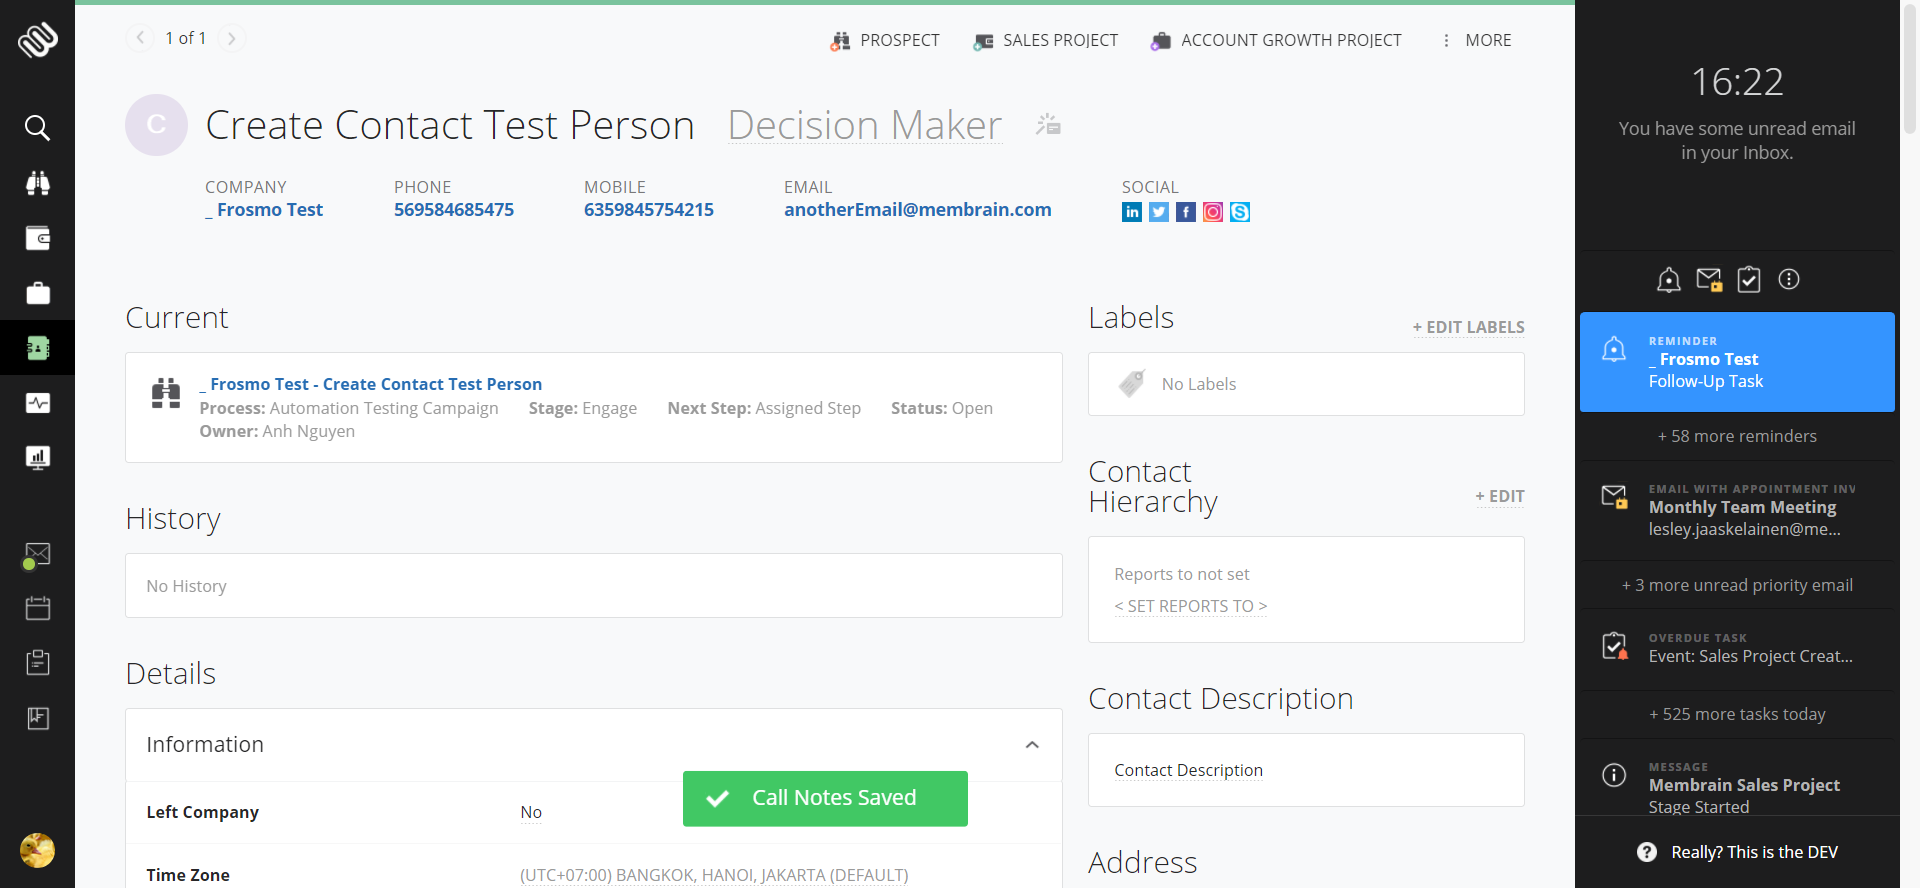 1 of 1
PROSPECT
SALES PROJECT
ACCOUNT GROWTH PROJECT
MORE
C
Create Contact Test Person
Decision Maker
COMPANY
_ Frosmo Test
PHONE
569584685475
MOBILE
6359845754215
EMAIL
anotherEmail@membrain.com
SOCIAL
Current
_ Frosmo Test - Create Contact Test Person
Process: Automation Testing Campaign Stage: Engage Next Step: Assigned Step Status: Open
Owner: Anh Nguyen
History
No History
Details
Information
Left Company No
Time Zone (UTC+07:00) BANGKOK, HANOI, JAKARTA (DEFAULT)
Call Notes Saved
Labels
+ EDIT LABELS
No Labels
Contact
Hierarchy
+ EDIT
Reports to not set
< SET REPORTS TO >
Contact Description
Contact Description
Address
16:22
You have some unread email
in your Inbox.
REMINDER
_ Frosmo Test
Follow-Up Task
+ 58 more reminders
EMAIL WITH APPOINTMENT INV
Monthly Team Meeting
lesley.jaaskelainen@me...
+ 3 more unread priority email
OVERDUE TASK
Event: Sales Project Creat...
+ 525 more tasks today
MESSAGE
Membrain Sales Project
Stage Started
Really? This is the DEV